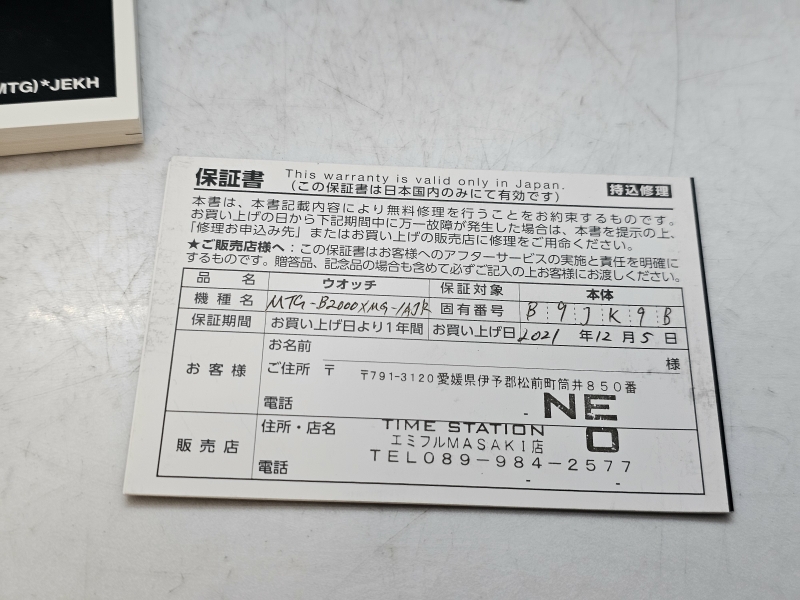 MTG)*JEKH
保証書 This warranty is valid only in Japan. (この保証書は日本国内のみにて有効です) 持込修理
本書は、本書記載内容により無料修理を行うことをお約束するものです。
お買い上げの日から下記期間中に万一故障が発生した場合は、本書を提示の上、
「修理お申込み先」またはお買い上げの販売店に修理をご用命ください。
★ご販売店様へ:この保証書はお客様へのアフターサービスの実施と責任を明確に
するものです。贈答品、記念品の場合も含めて必ずご記入の上お客様にお渡しください。
品名 ウオッチ 保証対象 本体
機種名 MTG-B2000XMG-1AJR 固有番号 B9JK9B
保証期間 お買い上げ日より1年間 お買い上げ日 2021年12月5日
お客様 お名前 様
ご住所 〒 〒791-3120愛媛県伊予郡松前町筒井850番
電話 - NEO
販売店 住所・店名 TIME STATION
エミフルMASAKI店
電話 TEL089-984-2577
- -